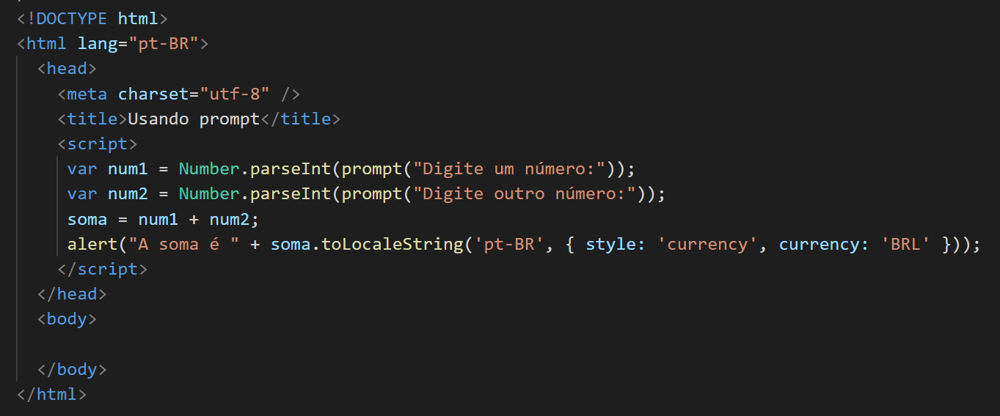 <!DOCTYPE html>
<html lang="pt-BR">
  <head>
    <meta charset="utf-8" />
    <title>Usando prompt</title>
    <script>
     var num1 = Number.parseInt(prompt("Digite um número:"));
     var num2 = Number.parseInt(prompt("Digite outro número:"));
     soma = num1 + num2;
     alert("A soma é " + soma.toLocaleString('pt-BR', { style: 'currency', currency: 'BRL' }));
    </script>
  </head>
  <body>

  </body>
</html>